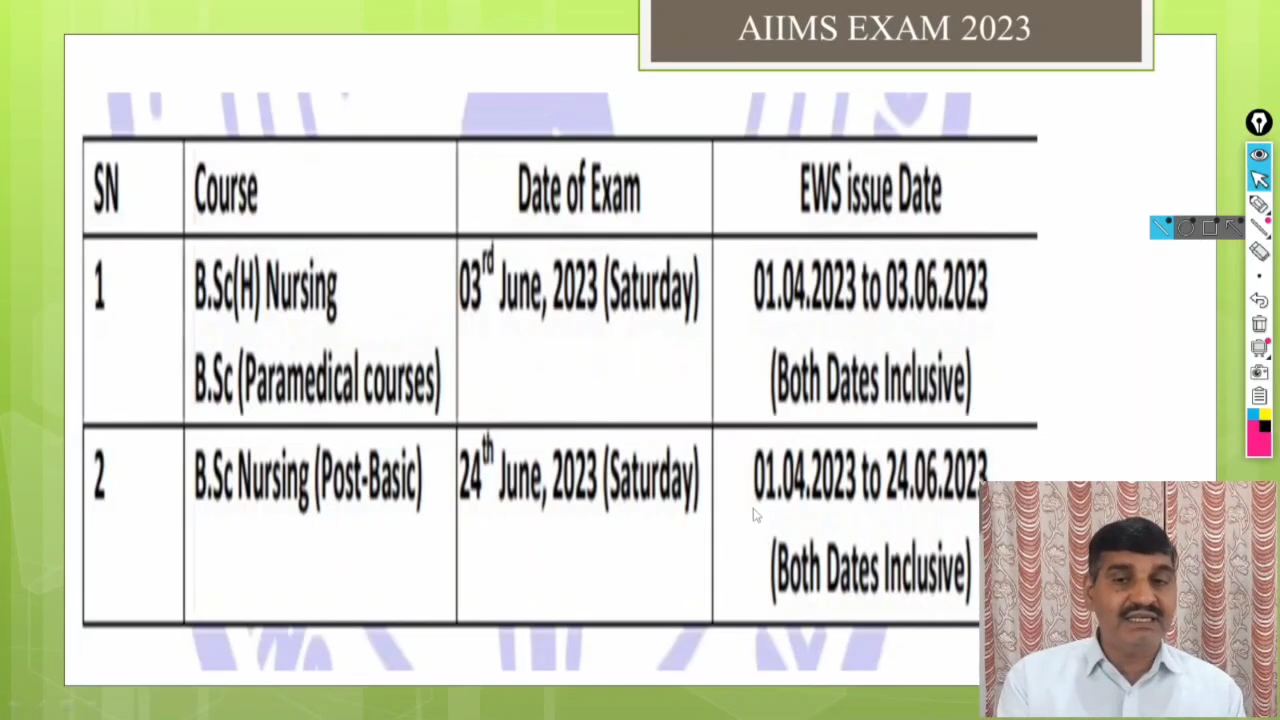 AIIMS EXAM 2023
SN Course Date of Exam EWS issue Date
1 B.Sc(H) Nursing 03rd June, 2023 (Saturday) 01.04.2023 to 03.06.2023
B.Sc (Paramedical courses) (Both Dates Inclusive)
2 B.Sc Nursing (Post-Basic) 24th June, 2023 (Saturday) 01.04.2023 to 24.06.2023
(Both Dates Inclusive)